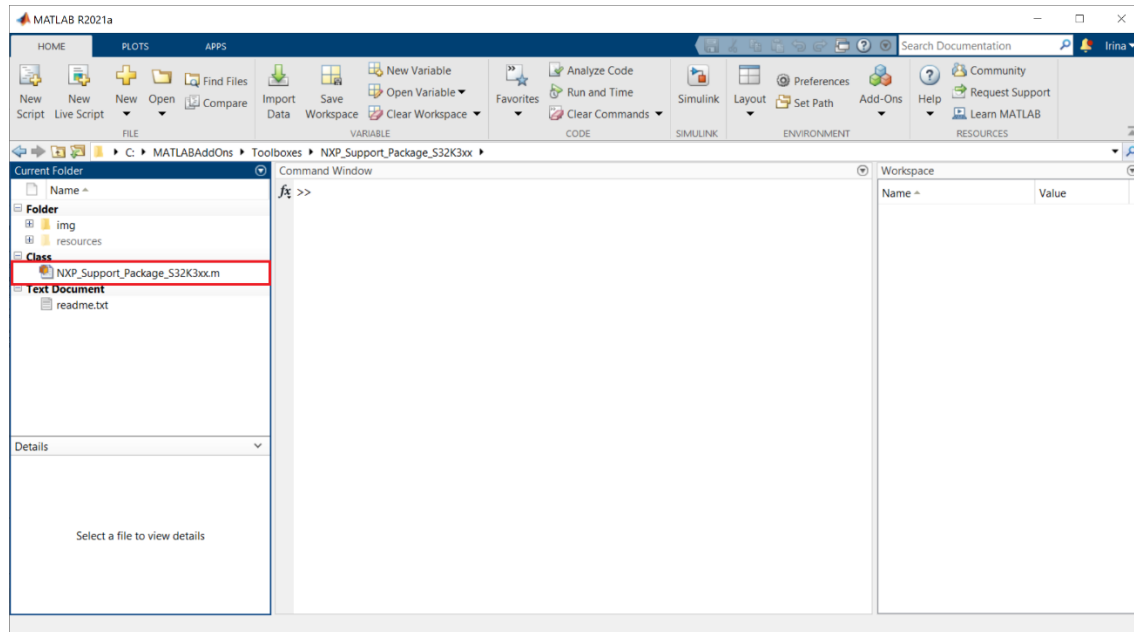 MATLAB R2021a
HOME PLOTS APPS Search Documentation Irina
New Script
New Live Script
New
Open
Find Files
Compare
Import Data
Save Workspace
New Variable
Open Variable
Clear Workspace
Favorites
Analyze Code
Run and Time
Clear Commands
Simulink
Layout
Preferences
Set Path
Add-Ons
Help
Community
Request Support
Learn MATLAB
FILE VARIABLE CODE SIMULINK ENVIRONMENT RESOURCES
C: MATLABAddOns Toolboxes NXP_Support_Package_S32K3xx
Current Folder
Name
Folder
img
resources
Class
NXP_Support_Package_S32K3xx.m
Text Document
readme.txt
Details
Select a file to view details
Command Window
fx >>
Workspace
Name Value